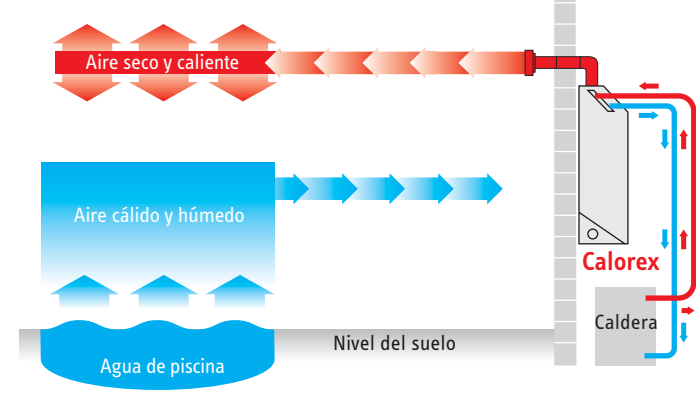 Aire seco y caliente
Aire cálido y húmedo
Calorex
Caldera
Nivel del suelo
Agua de piscina